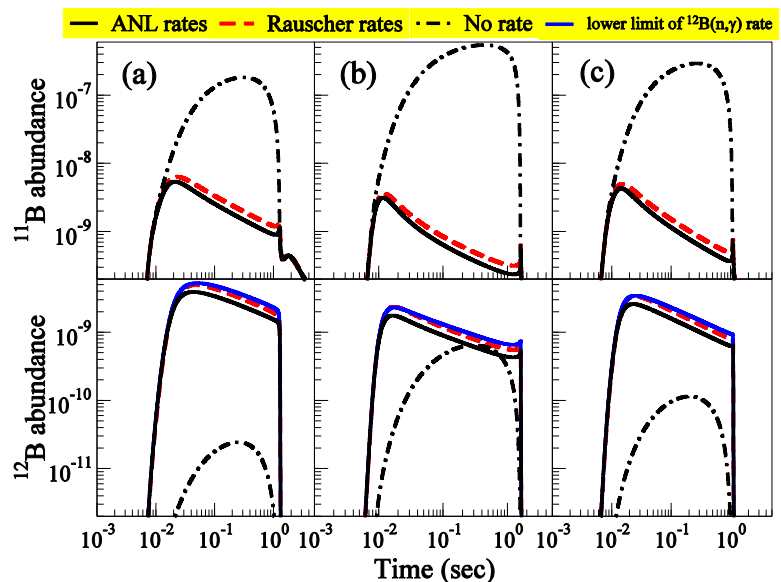 ANL rates Rauscher rates No rate lower limit of ¹²B(n,γ) rate
(a) (b) (c)
¹¹B abundance
10⁻⁷
10⁻⁸
10⁻⁹
¹²B abundance
10⁻⁹
10⁻¹⁰
10⁻¹¹
10⁻³ 10⁻² 10⁻¹ 10⁰ 10⁻³ 10⁻² 10⁻¹ 10⁰ 10⁻³ 10⁻² 10⁻¹ 10⁰
Time (sec)